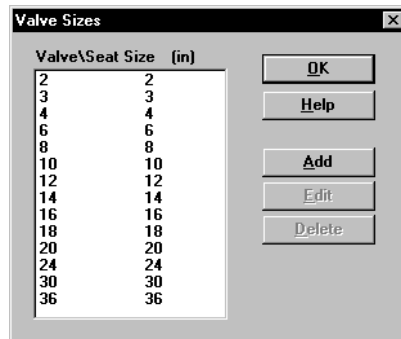 Valve Sizes
Valve\Seat Size (in)
2 2
3 3
4 4
6 6
8 8
10 10
12 12
14 14
16 16
18 18
20 20
24 24
30 30
36 36
OK
Help
Add
Edit
Delete